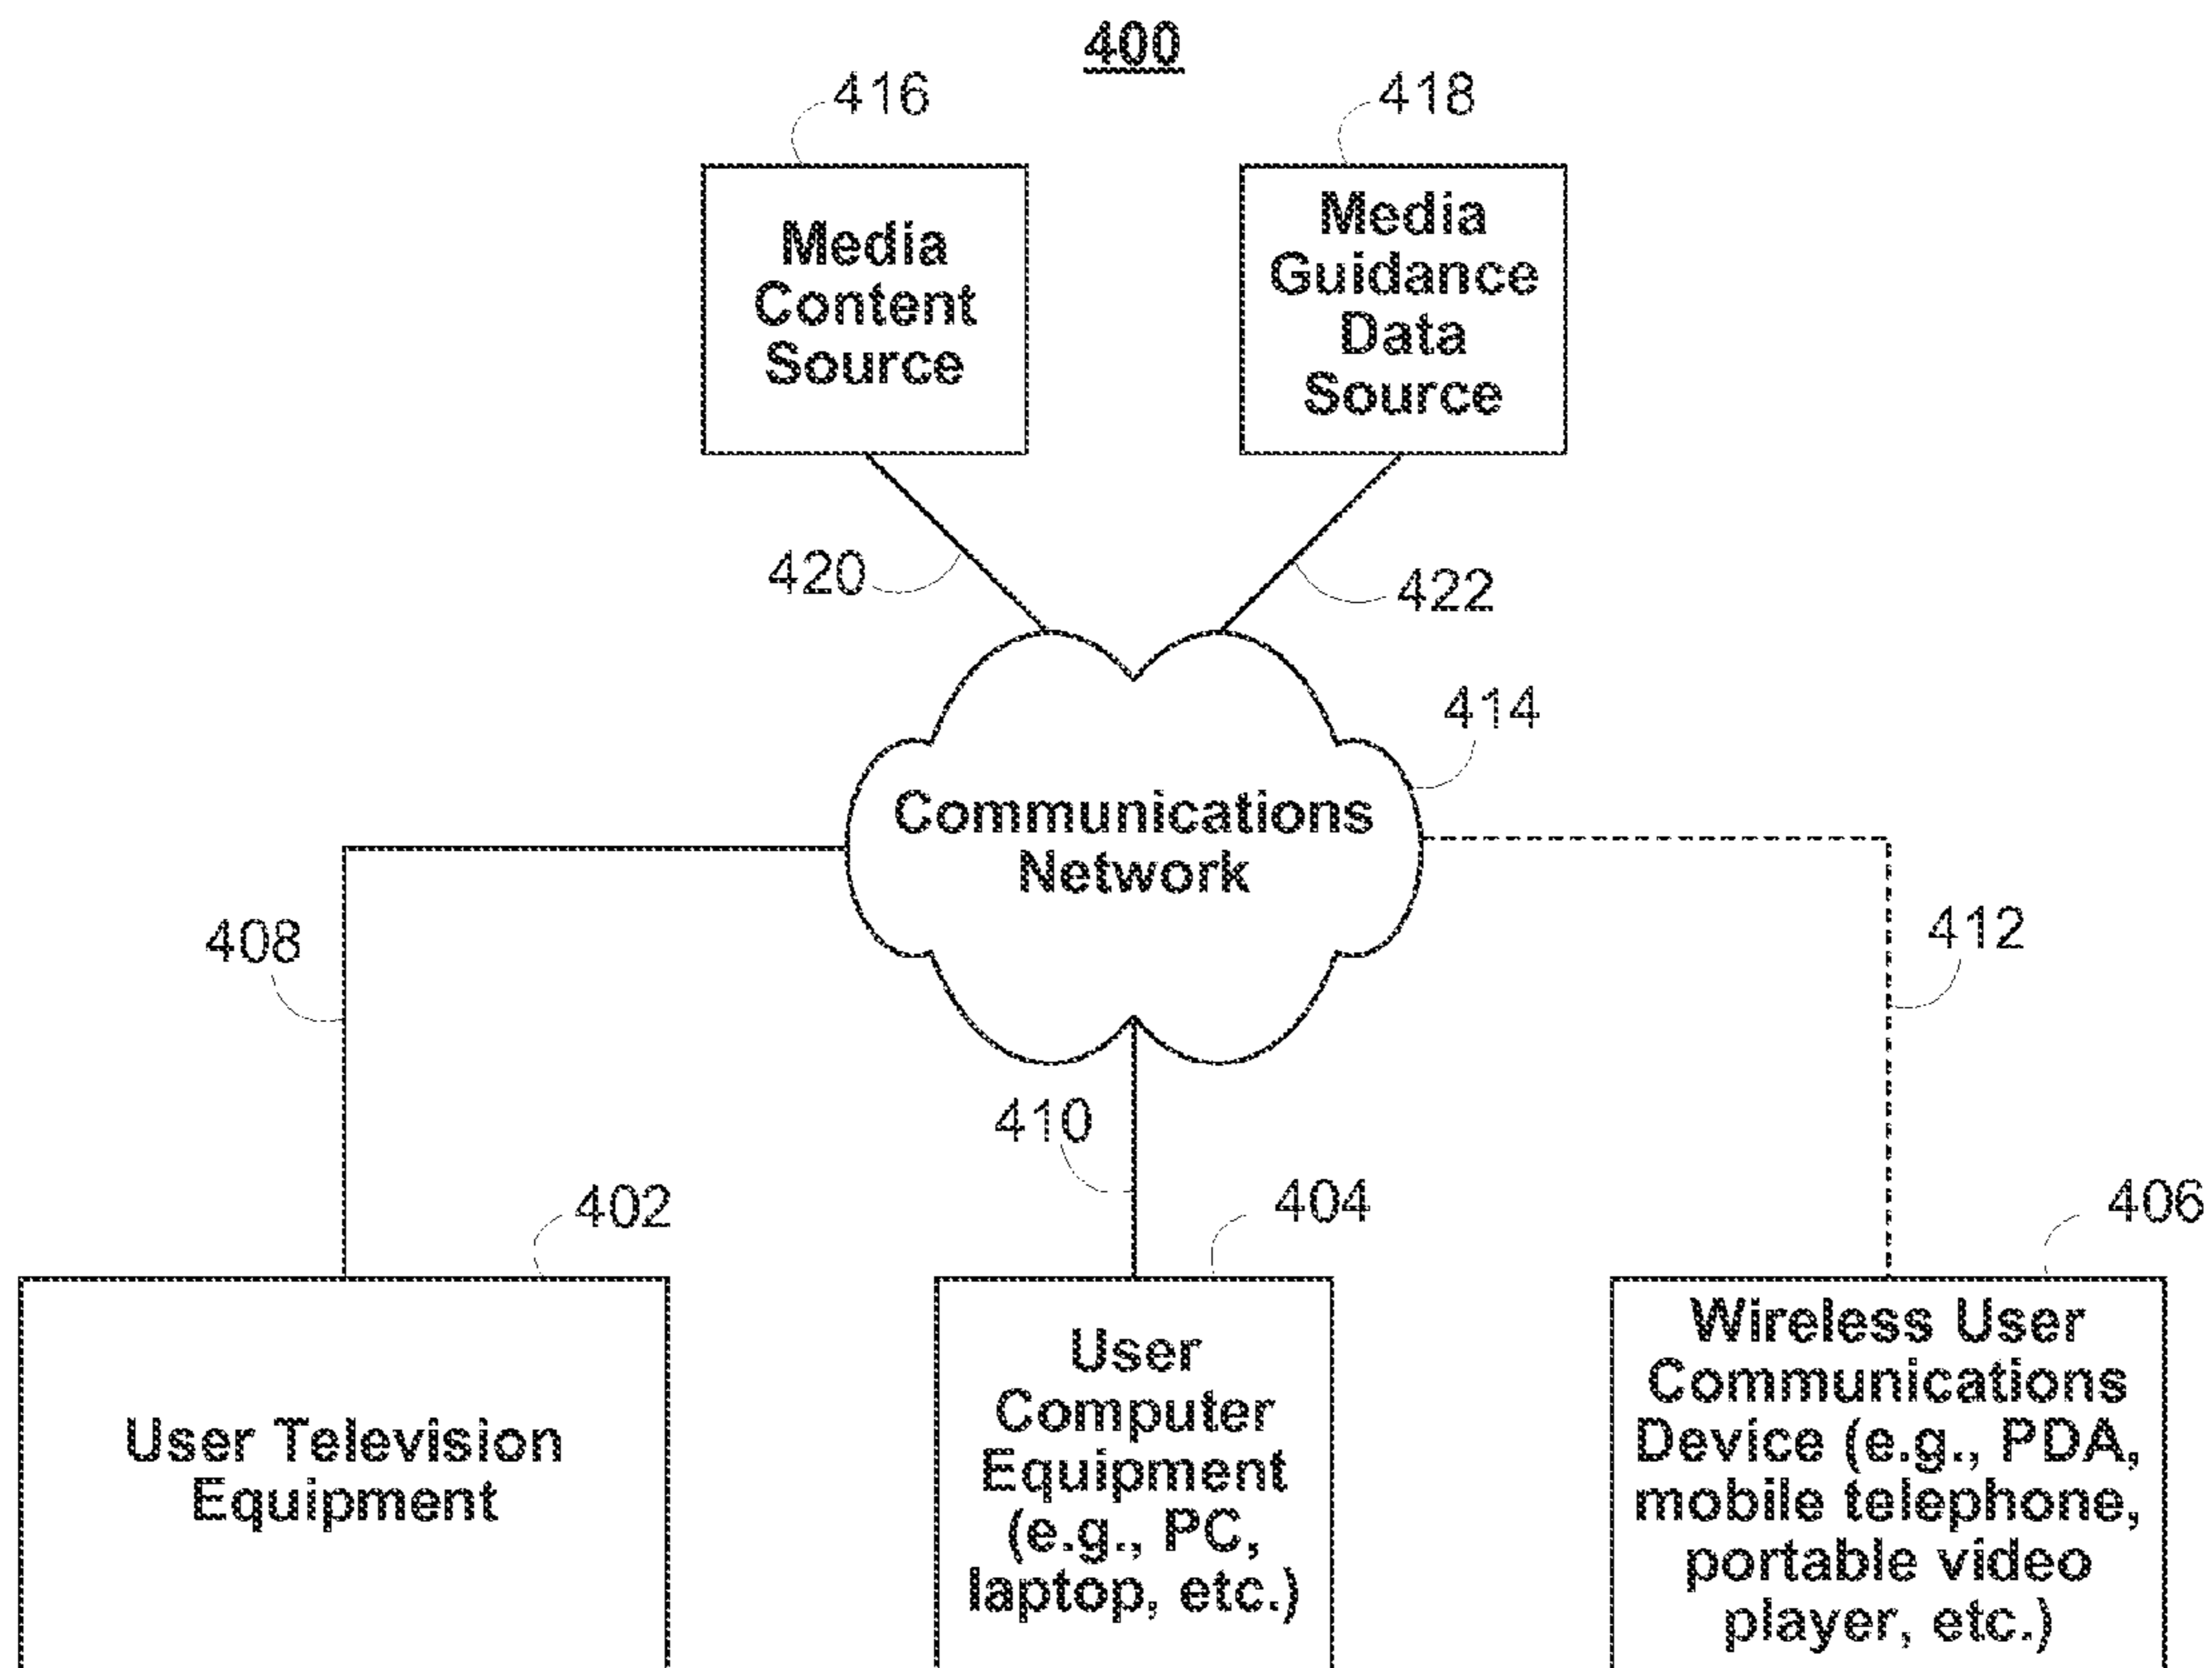 400
416
418
Media
Content
Source
Media
Guidance
Data
Source
420
422
414
Communications
Network
408
412
410
402
404
406
User Television
Equipment
User
Computer
Equipment
(e.g., PC,
laptop, etc.)
Wireless User
Communications
Device (e.g., PDA,
mobile telephone,
portable video
player, etc.)